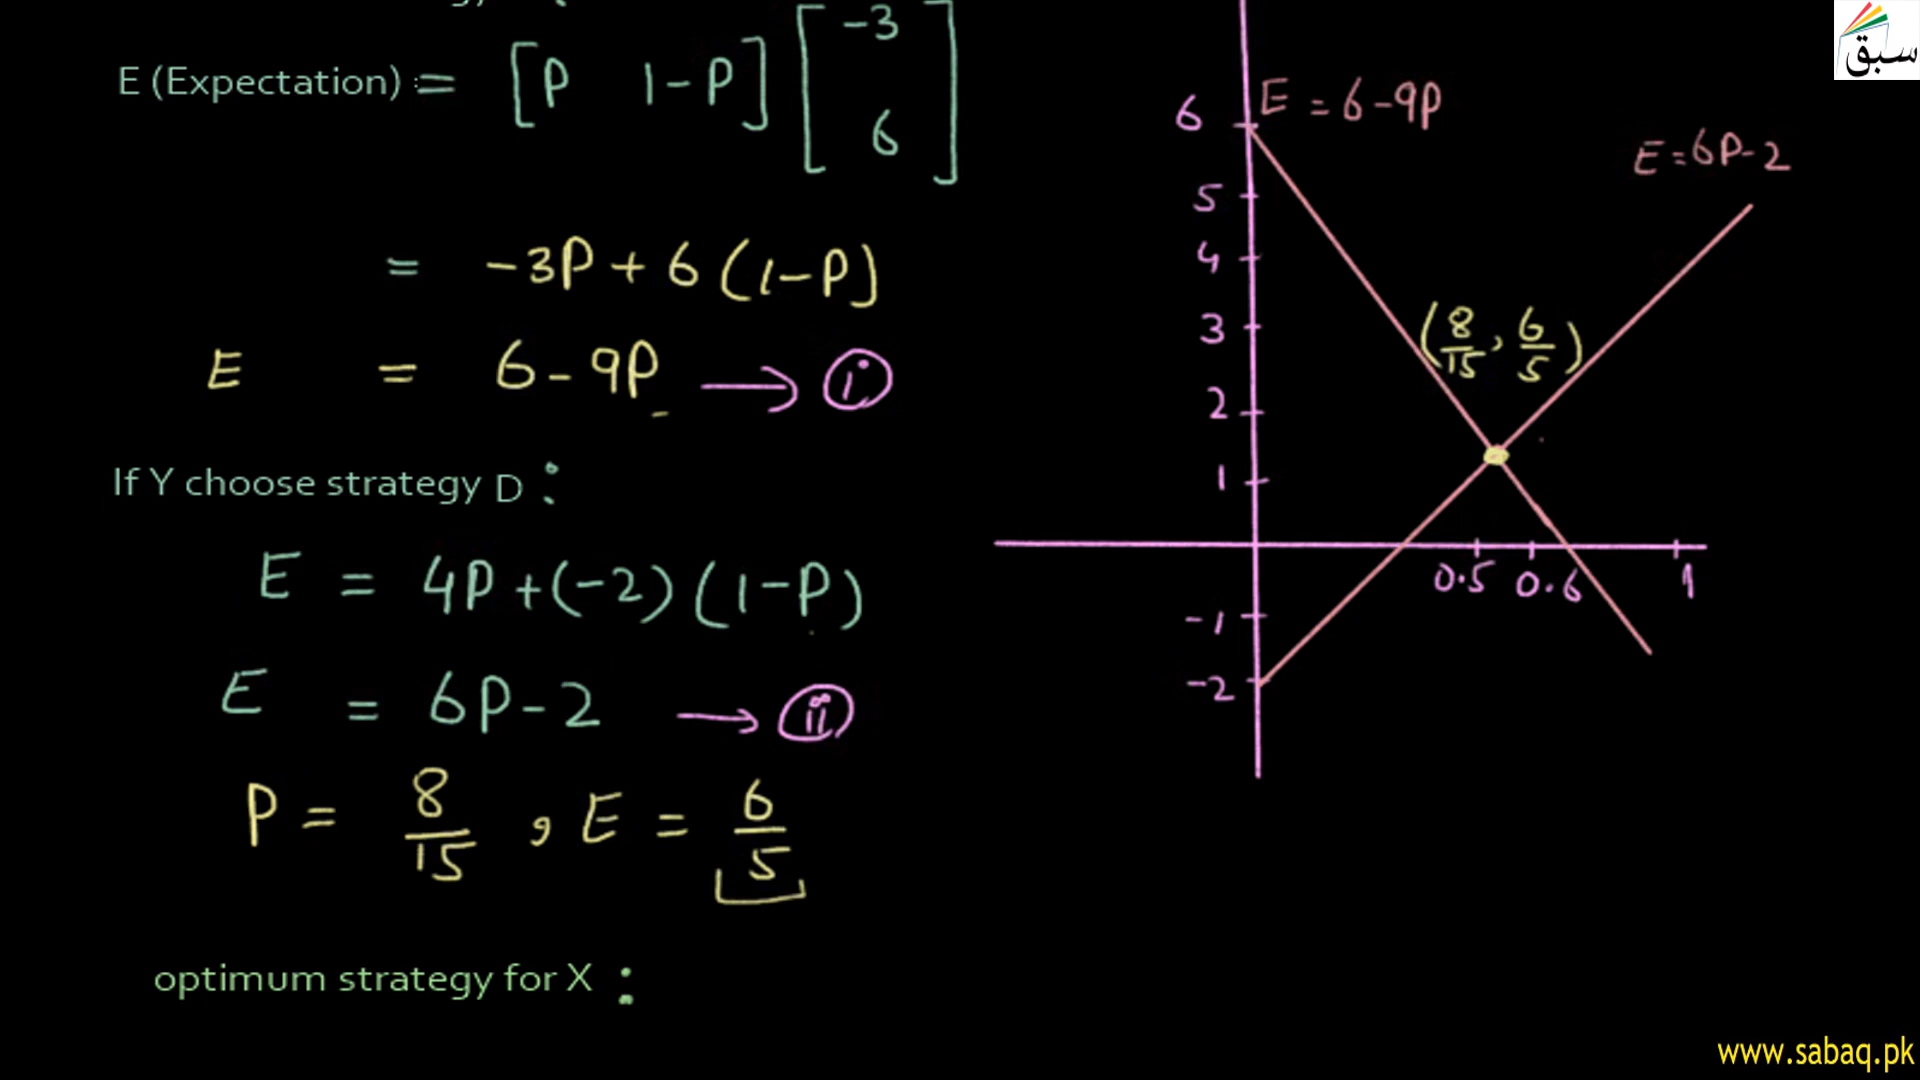 سبق
E (Expectation) = [P 1-P] [-3
6]
= -3P + 6 (1-P)
E = 6-9P → (i)
If Y choose strategy D :
E = 4P + (-2) (1-P)
E = 6P-2 → (ii)
P = 8/15 , E = 6/5
optimum strategy for X :
E = 6-9P
E = 6P-2
(8/15, 6/5)
6
5
4
3
2
1
0.5 0.6 1
-1
-2
www.sabaq.pk